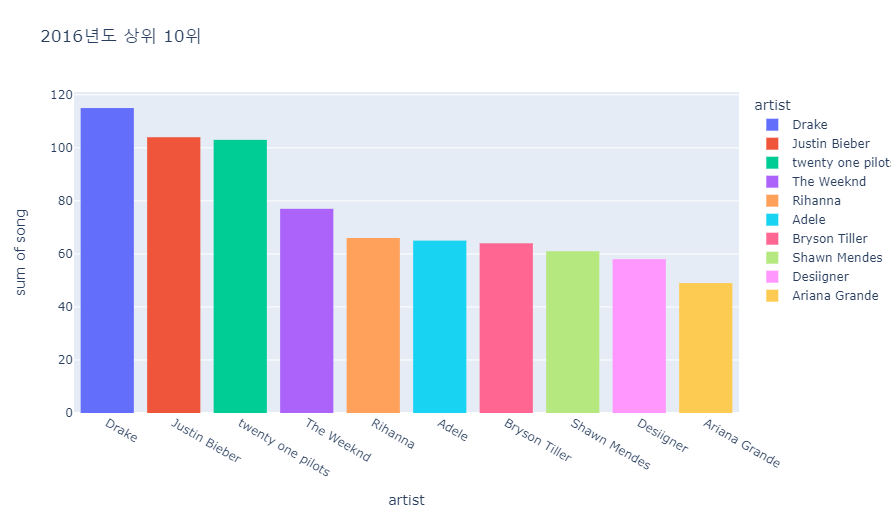 2016년도 상위 10위
sum of song
120
100
80
60
40
20
0
Drake
Justin Bieber
twenty one pilots
The Weeknd
Rihanna
Adele
Bryson Tiller
Shawn Mendes
Desiigner
Ariana Grande
artist
artist
Drake
Justin Bieber
twenty one pilots
The Weeknd
Rihanna
Adele
Bryson Tiller
Shawn Mendes
Desiigner
Ariana Grande